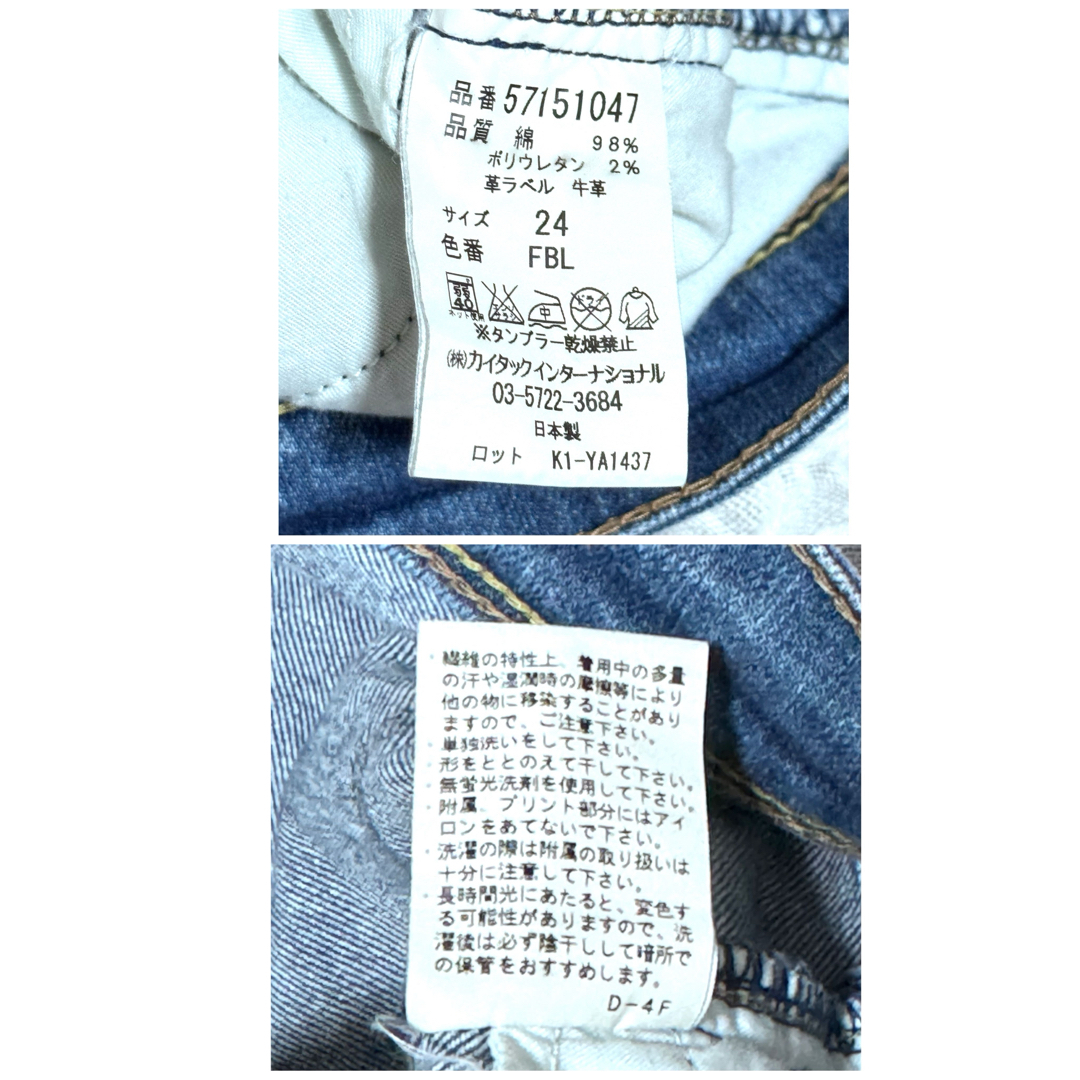 品番 57151047
品質 綿 98%
ポリウレタン 2%
革ラベル 牛革
サイズ 24
色番 FBL
40
ネット使用
中
ドライ
※タンブラー乾燥禁止
(株)カイタックインターナショナル
03-5722-3684
日本製
ロット K1-YA1437
・繊維の特性上、着用中の多量
の汗や湿潤時の摩擦等により
他の物に移染することがあり
ますので、ご注意下さい。
・単独洗いをして下さい。
・形をととのえて干して下さい。
・無蛍光洗剤を使用して下さい。
・附属、プリント部分にはアイ
ロンをあてないで下さい。
・洗濯の際は附属の取り扱いは
十分に注意して下さい。
・長時間光にあたると、変色す
る可能性がありますので、洗
濯後は必ず陰干しして暗所で
の保管をおすすめします。
D-4F